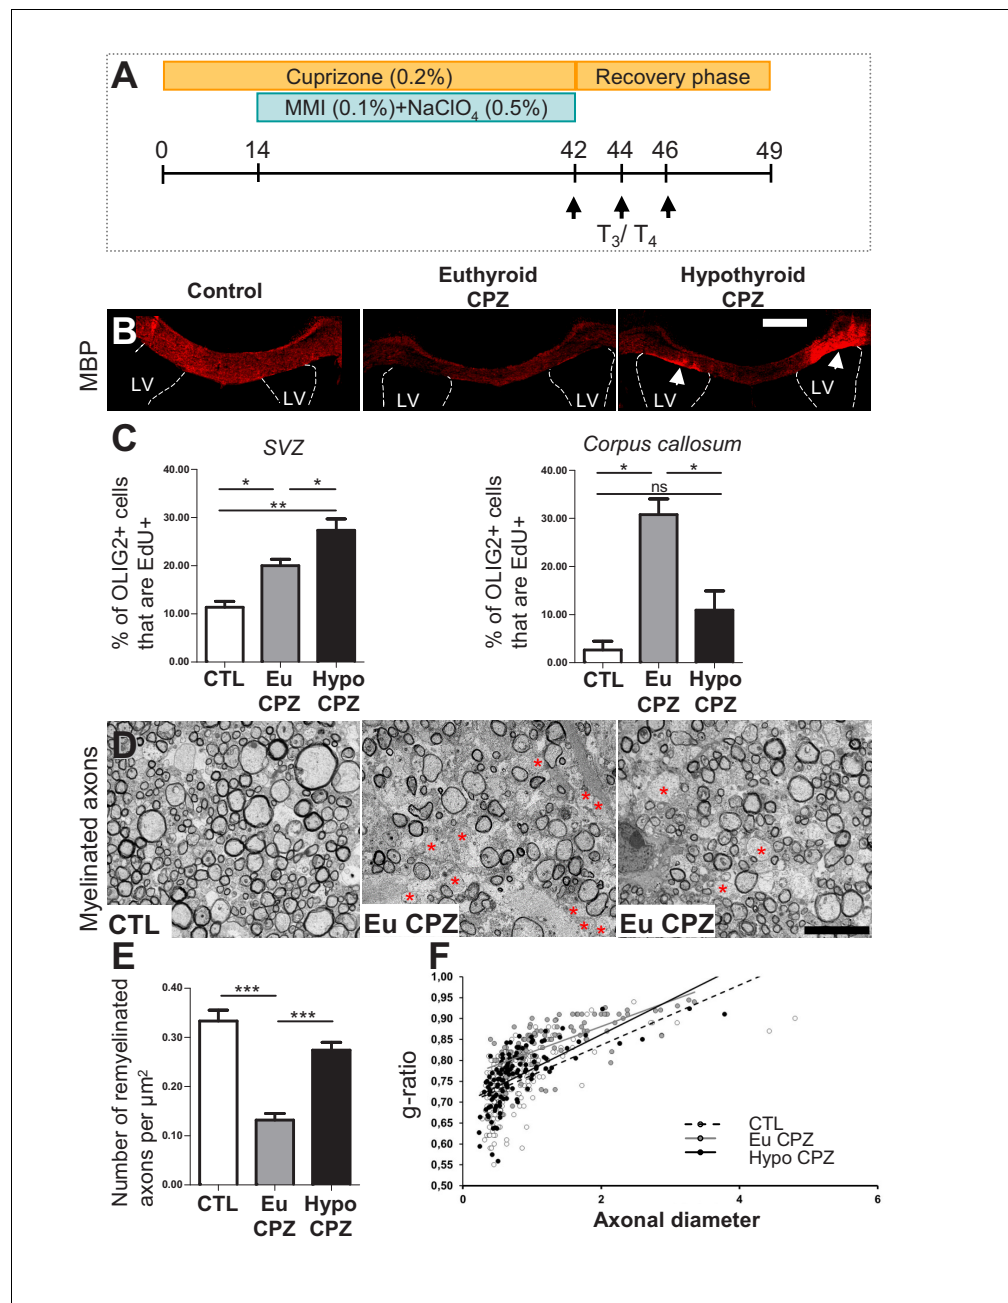 A
Cuprizone (0.2%)
Recovery phase
MMI (0.1%)+NaClO4 (0.5%)
0
14
42
44
46
49
T3/ T4
Control
Euthyroid
CPZ
Hypothyroid
CPZ
B
MBP
LV
LV
LV
LV
LV
LV
C
SVZ
% of OLIG2+ cells
that are EdU+
40.00
30.00
20.00
10.00
0.00
*
*
**
CTL
Eu
CPZ
Hypo
CPZ
Corpus callosum
% of OLIG2+ cells
that are EdU+
40.00
30.00
20.00
10.00
0.00
*
*
ns
CTL
Eu
CPZ
Hypo
CPZ
D
Myelinated axons
CTL
Eu CPZ
Eu CPZ
E
Number of remyelinated
axons per µm²
0.40
0.30
0.20
0.10
0.00
***
***
CTL
Eu
CPZ
Hypo
CPZ
F
g-ratio
1,00
0,95
0,90
0,85
0,80
0,75
0,70
0,65
0,60
0,55
0,50
0
2
4
6
Axonal diameter
CTL
Eu CPZ
Hypo CPZ